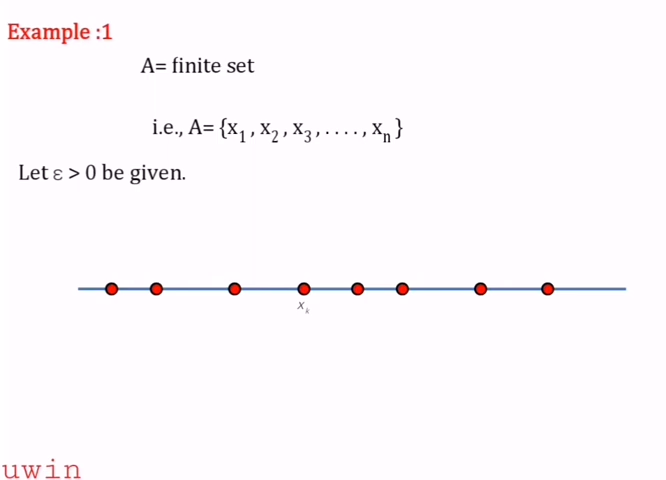 Example :1
A= finite set
i.e., A= {x₁ , x₂ , x₃ , . . . . , xₙ }
Let ε > 0 be given.
xₖ
uwin